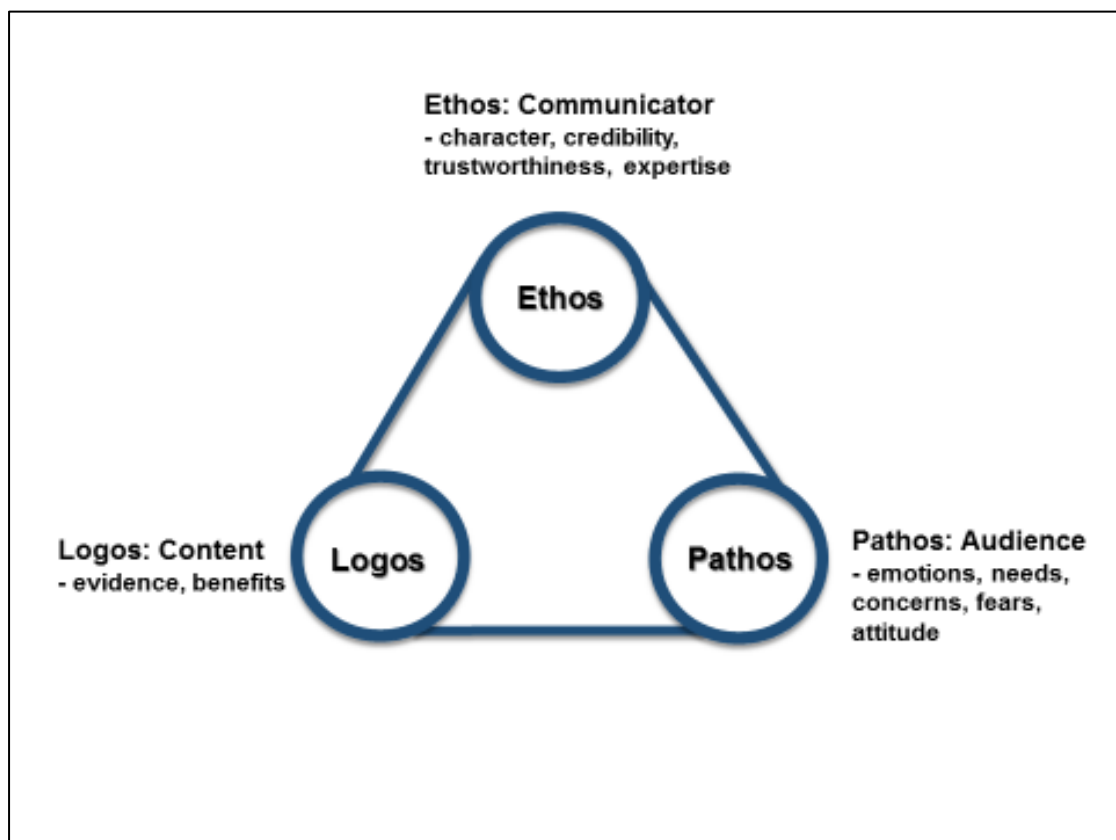 Ethos: Communicator
- character, credibility,
trustworthiness, expertise
Ethos
Logos: Content
- evidence, benefits
Logos
Pathos
Pathos: Audience
- emotions, needs,
concerns, fears,
attitude